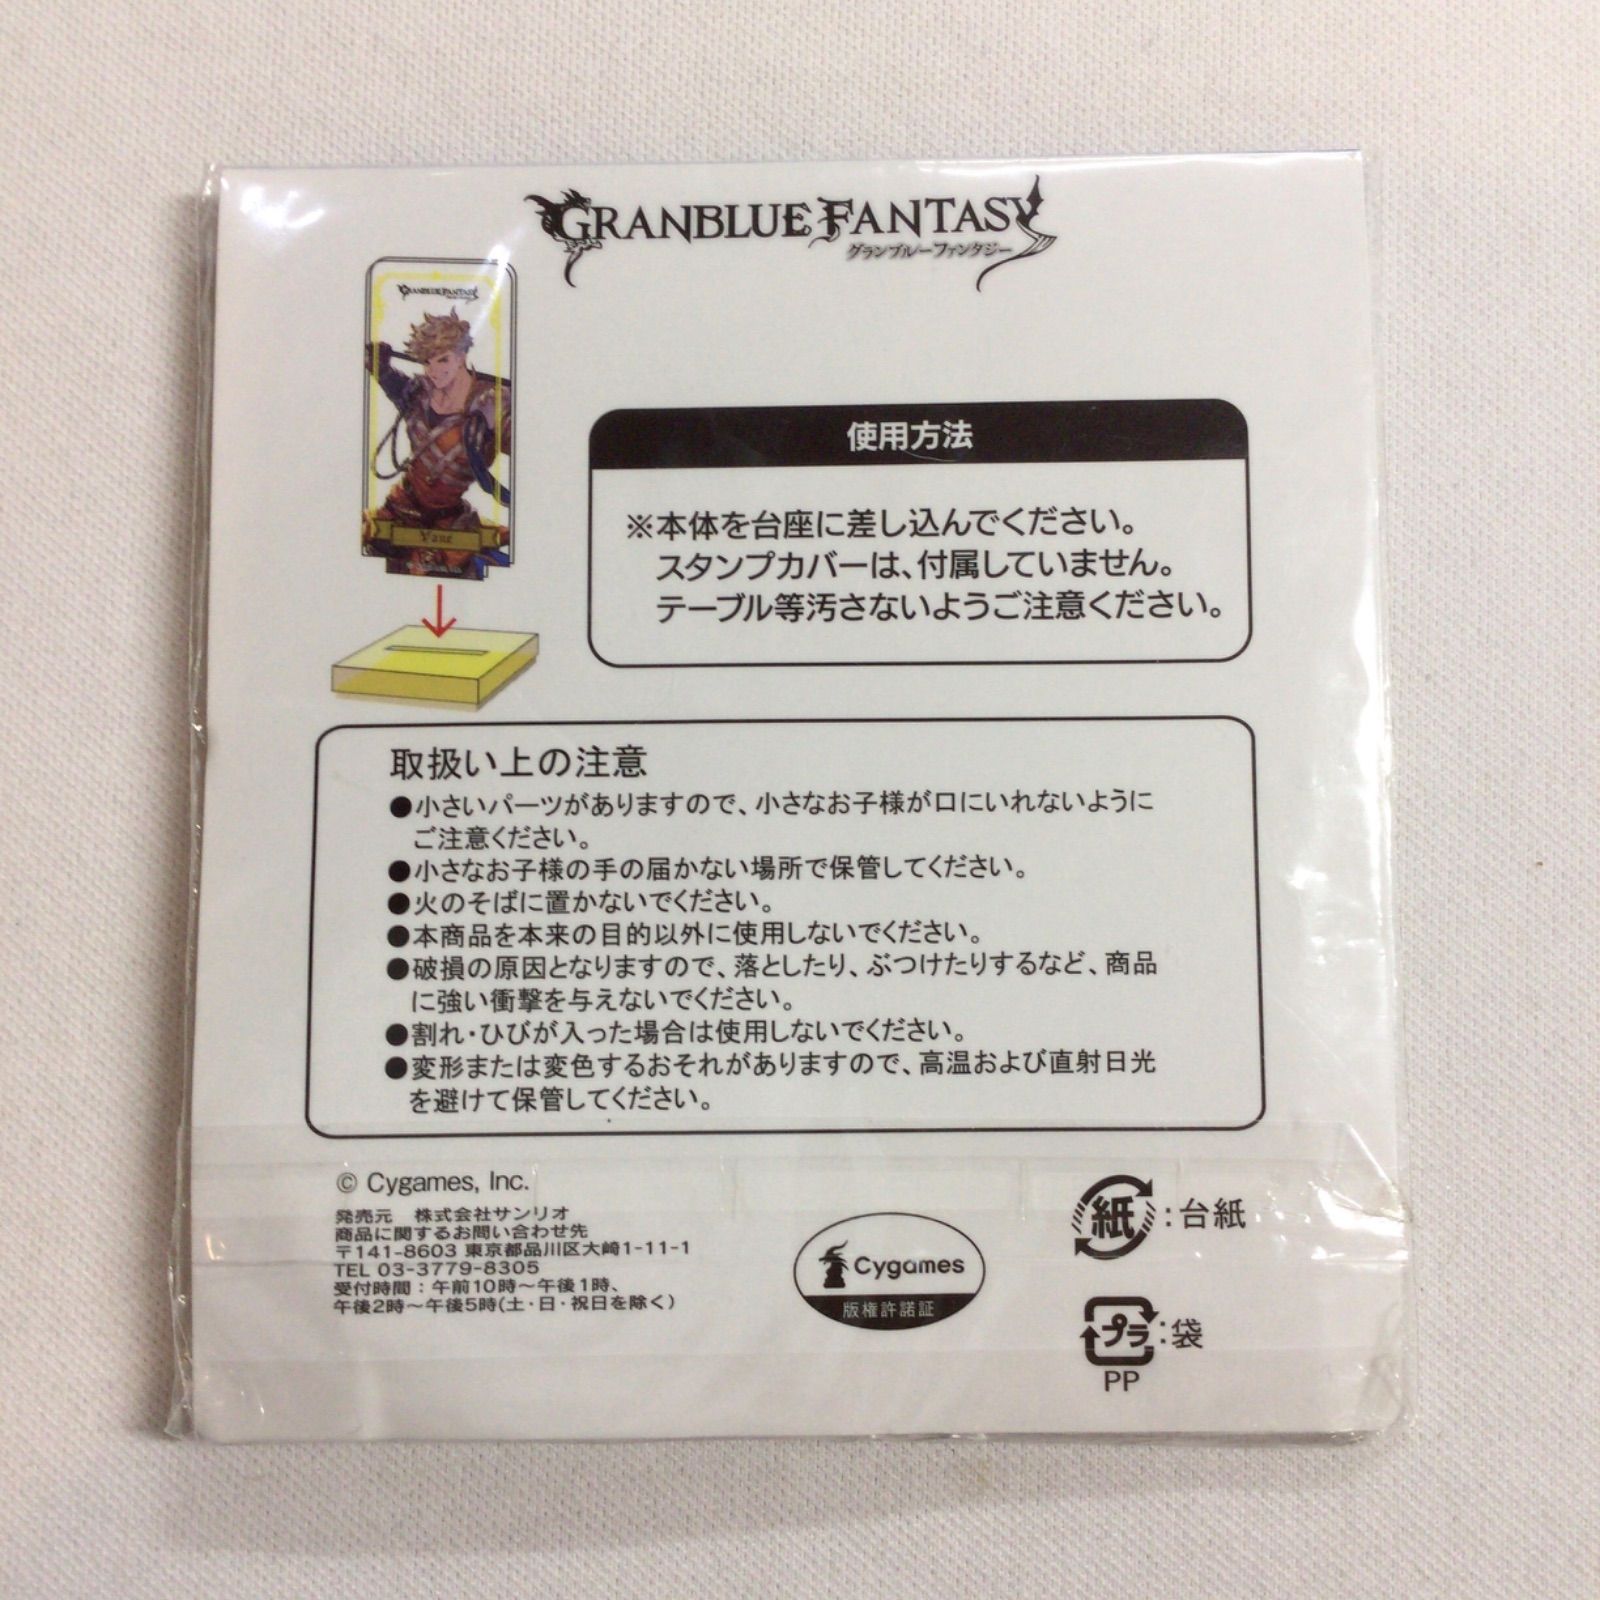 GRANBLUE FANTASY
グランブルーファンタジー
GRANBLUE FANTASY
Vane
使用方法
※本体を台座に差し込んでください。
スタンプカバーは、付属していません。
テーブル等汚さないようご注意ください。
取扱い上の注意
●小さいパーツがありますので、小さなお子様が口にいれないように
ご注意ください。
●小さなお子様の手の届かない場所で保管してください。
●火のそばに置かないでください。
●本商品を本来の目的以外に使用しないでください。
●破損の原因となりますので、落としたり、ぶつけたりするなど、商品
に強い衝撃を与えないでください。
●割れ・ひびが入った場合は使用しないでください。
●変形または変色するおそれがありますので、高温および直射日光
を避けて保管してください。
© Cygames, Inc.
発売元 株式会社サンリオ
商品に関するお問い合わせ先
〒141-8603 東京都品川区大崎1-11-1
TEL 03-3779-8305
受付時間：午前10時〜午後1時、
午後2時〜午後5時(土・日・祝日を除く)
Cygames
版権許諾証
紙:台紙
プラ:袋
PP